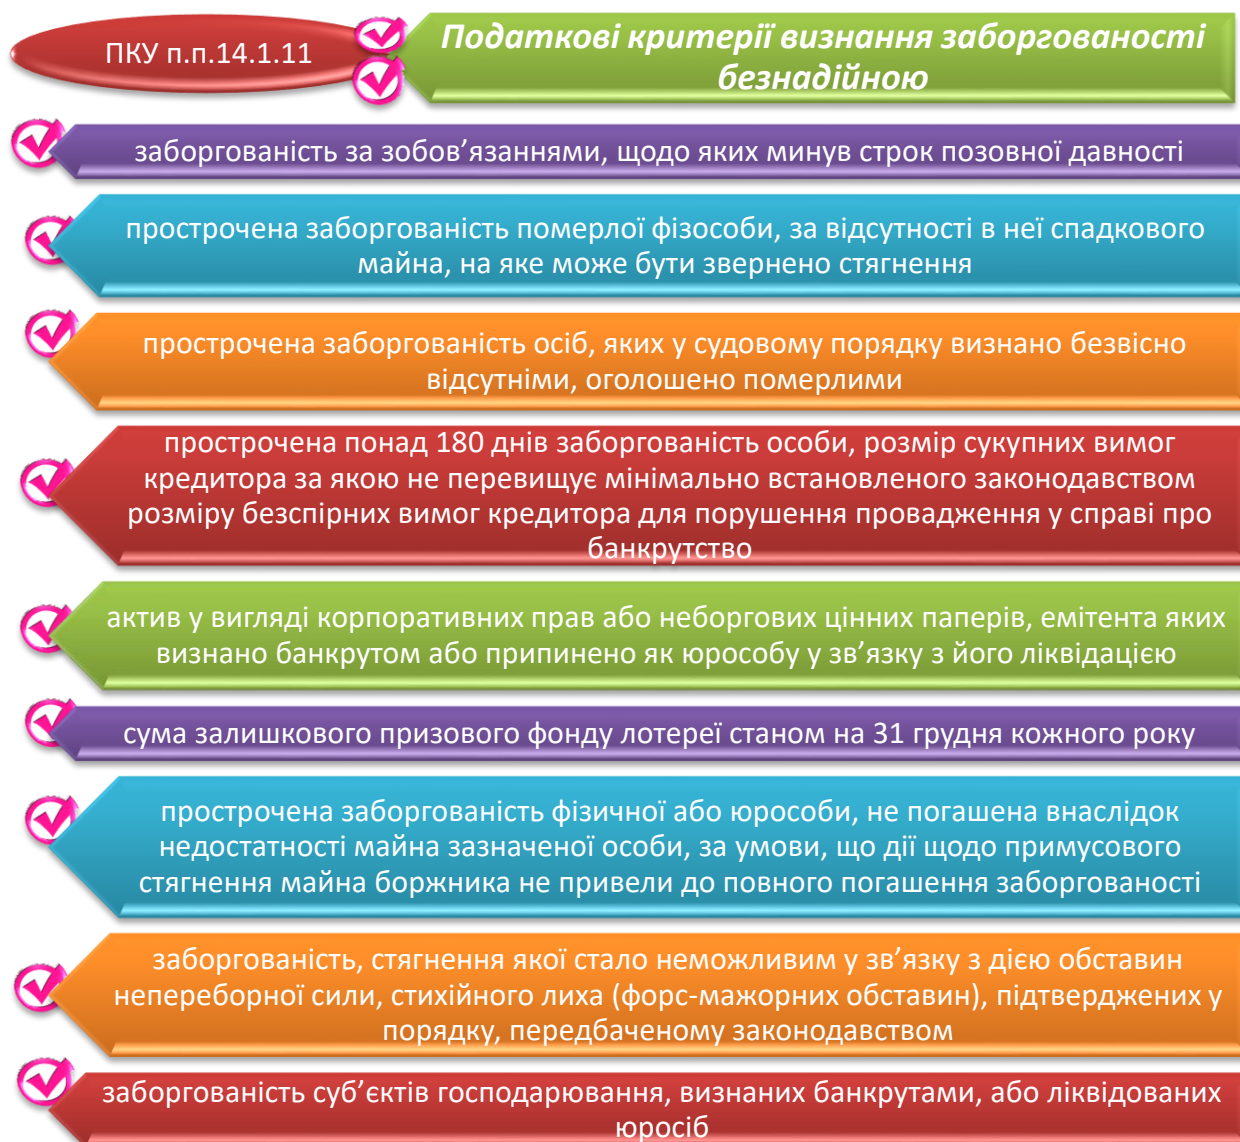 ПКУ п.п.14.1.11
Податкові критерії визнання заборгованості
безнадійною
заборгованість за зобов’язаннями, щодо яких минув строк позовної давності
прострочена заборгованість померлої фізособи, за відсутності в неї спадкового
майна, на яке може бути звернено стягнення
прострочена заборгованість осіб, яких у судовому порядку визнано безвісно
відсутніми, оголошено померлими
прострочена понад 180 днів заборгованість особи, розмір сукупних вимог
кредитора за якою не перевищує мінімально встановленого законодавством
розміру безспірних вимог кредитора для порушення провадження у справі про
банкрутство
актив у вигляді корпоративних прав або неборгових цінних паперів, емітента яких
визнано банкрутом або припинено як юрособу у зв’язку з його ліквідацією
сума залишкового призового фонду лотереї станом на 31 грудня кожного року
прострочена заборгованість фізичної або юрособи, не погашена внаслідок
недостатності майна зазначеної особи, за умови, що дії щодо примусового
стягнення майна боржника не привели до повного погашення заборгованості
заборгованість, стягнення якої стало неможливим у зв’язку з дією обставин
непереборної сили, стихійного лиха (форс-мажорних обставин), підтверджених у
порядку, передбаченому законодавством
заборгованість суб’єктів господарювання, визнаних банкрутами, або ліквідованих
юросіб